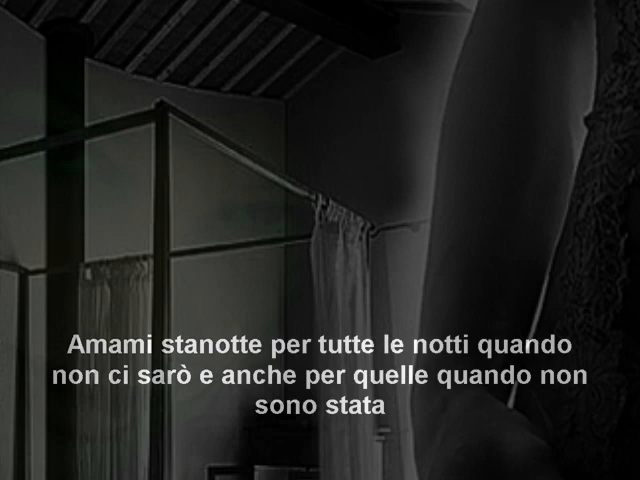 Amami stanotte per tutte le notti quando
non ci sarò e anche per quelle quando non
sono stata